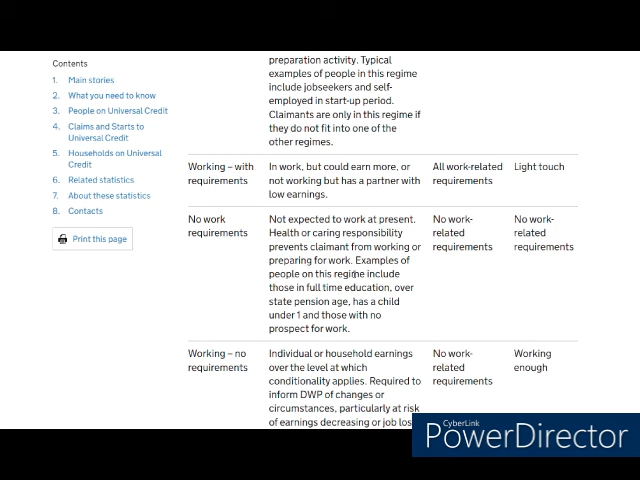 Contents
1. Main stories
2. What you need to know
3. People on Universal Credit
4. Claims and Starts to
Universal Credit
5. Households on Universal
Credit
6. Related statistics
7. About these statistics
8. Contacts
Print this page
preparation activity. Typical
examples of people in this regime
include jobseekers and self-
employed in start-up period.
Claimants are only in this regime if
they do not fit into one of the
other regimes.
Working – with
requirements
In work, but could earn more, or
not working but has a partner with
low earnings.
All work-related
requirements
Light touch
No work
requirements
Not expected to work at present.
Health or caring responsibility
prevents claimant from working or
preparing for work. Examples of
people on this regime include
those in full time education, over
state pension age, has a child
under 1 and those with no
prospect for work.
No work-
related
requirements
No work-
related
requirements
Working – no
requirements
Individual or household earnings
over the level at which
conditionality applies. Required to
inform DWP of changes or
circumstances, particularly at risk
of earnings decreasing or job
No work-
related
requirements
Working
enough
CyberLink
PowerDirector